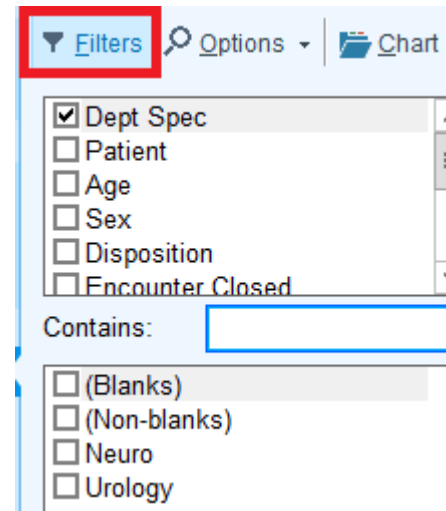 Filters Options Chart
Dept Spec
Patient
Age
Sex
Disposition
Encounter Closed
Contains:
(Blanks)
(Non-blanks)
Neuro
Urology